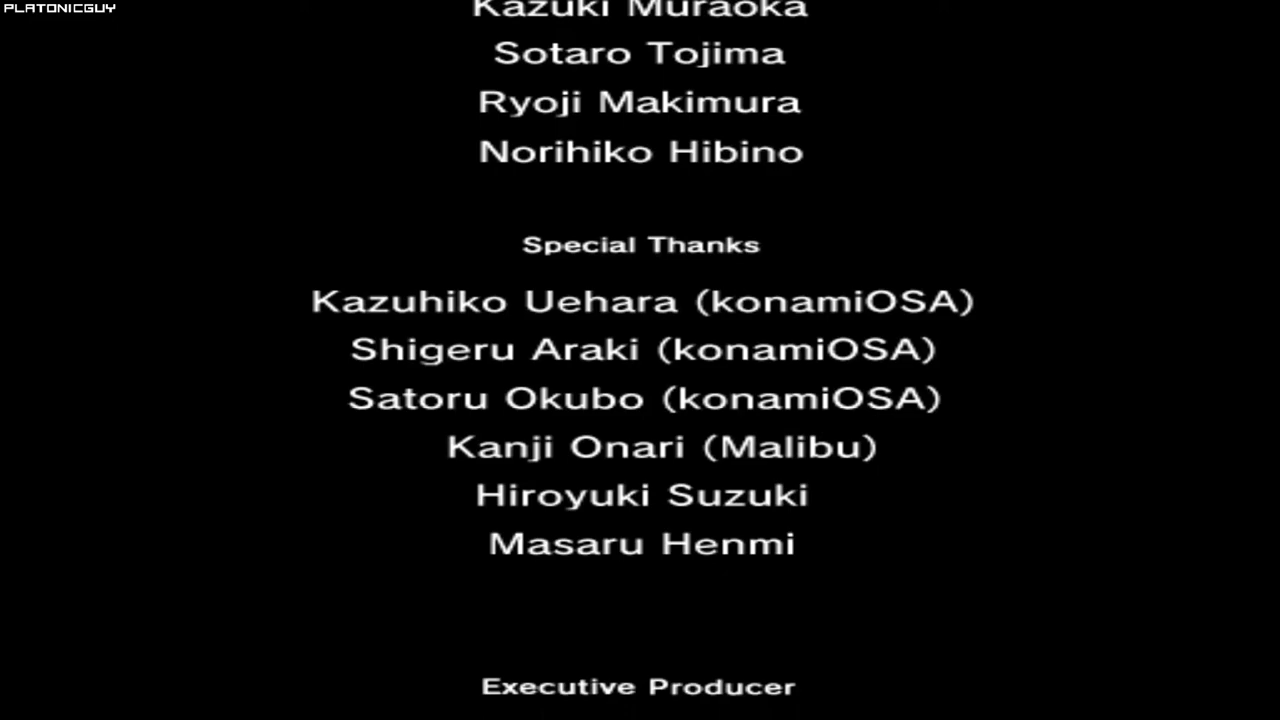 PLATONICGUY
Kazuki Muraoka
Sotaro Tojima
Ryoji Makimura
Norihiko Hibino
Special Thanks
Kazuhiko Uehara (konamiOSA)
Shigeru Araki (konamiOSA)
Satoru Okubo (konamiOSA)
Kanji Onari (Malibu)
Hiroyuki Suzuki
Masaru Henmi
Executive Producer